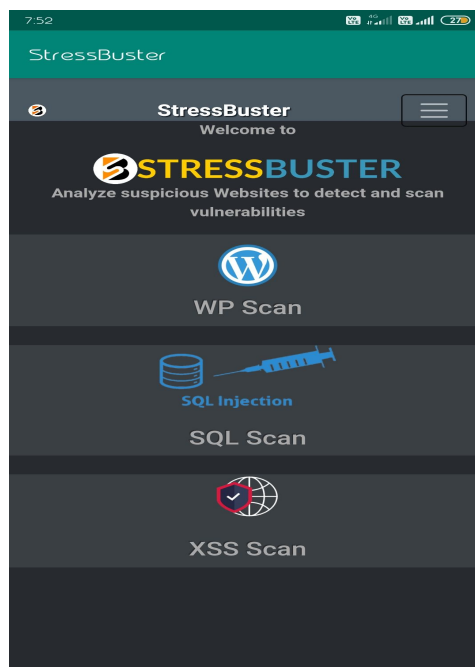 7:52
27
StressBuster
StressBuster
Welcome to
STRESSBUSTER
Analyze suspicious Websites to detect and scan
vulnerabilities
WP Scan
SQL Injection
SQL Scan
XSS Scan